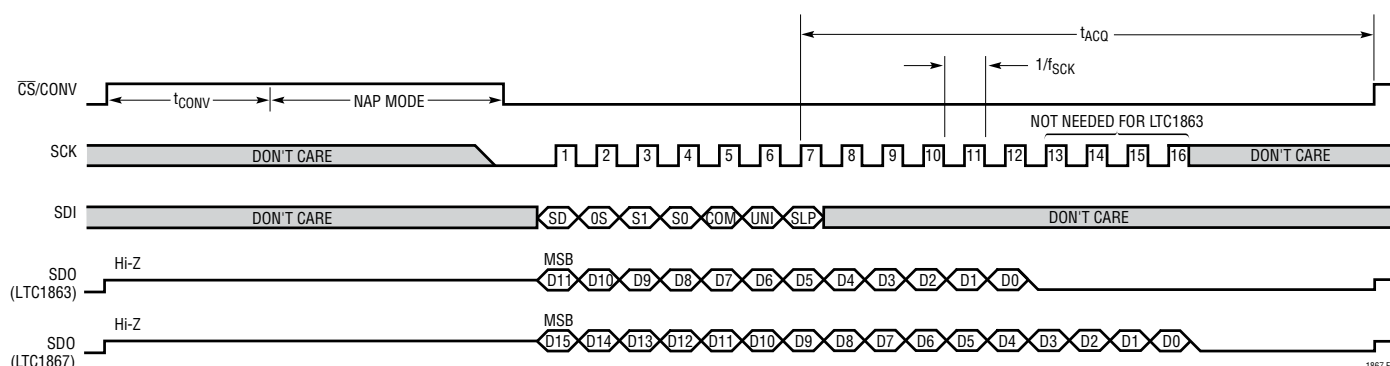 tACQ
1/fSCK
CS/CONV
tCONV
NAP MODE
NOT NEEDED FOR LTC1863
SCK
DON'T CARE
1 2 3 4 5 6 7 8 9 10 11 12 13 14 15 16
DON'T CARE
SDI
DON'T CARE
SD 0S S1 S0 COM UNI SLP
DON'T CARE
Hi-Z
MSB
SDO
(LTC1863)
D11 D10 D9 D8 D7 D6 D5 D4 D3 D2 D1 D0
Hi-Z
MSB
SDO
(LTC1867)
D15 D14 D13 D12 D11 D10 D9 D8 D7 D6 D5 D4 D3 D2 D1 D0